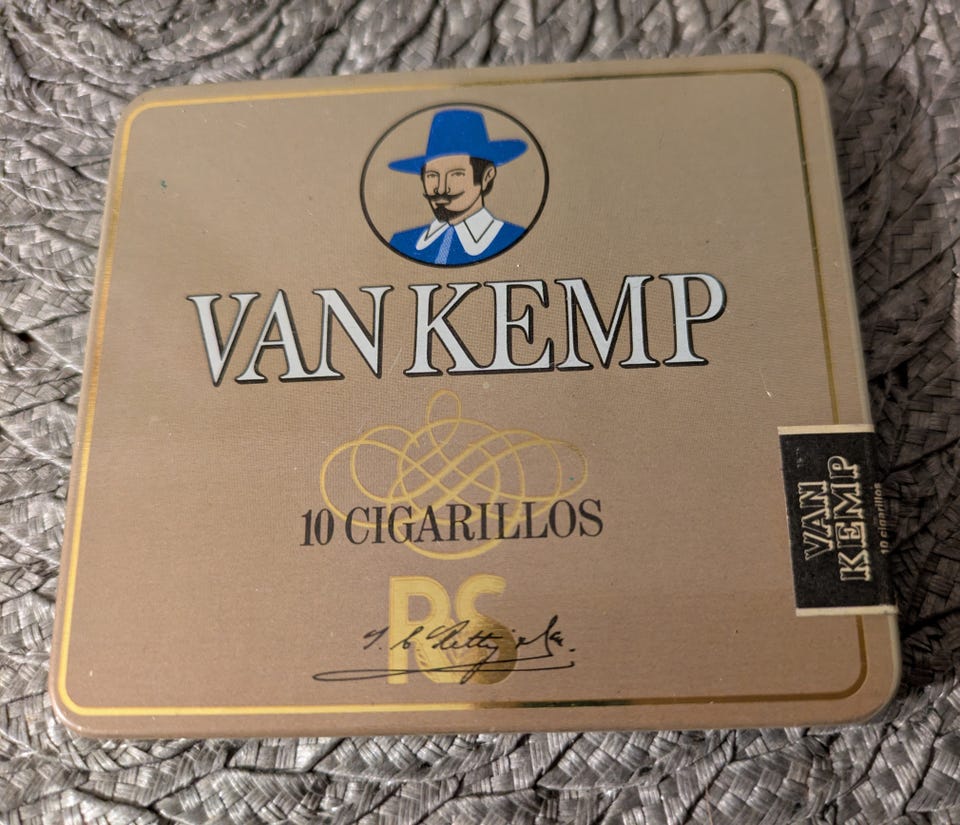 VAN KEMP
10 CIGARILLOS
RS
VAN
KEMP
10 cigarillos